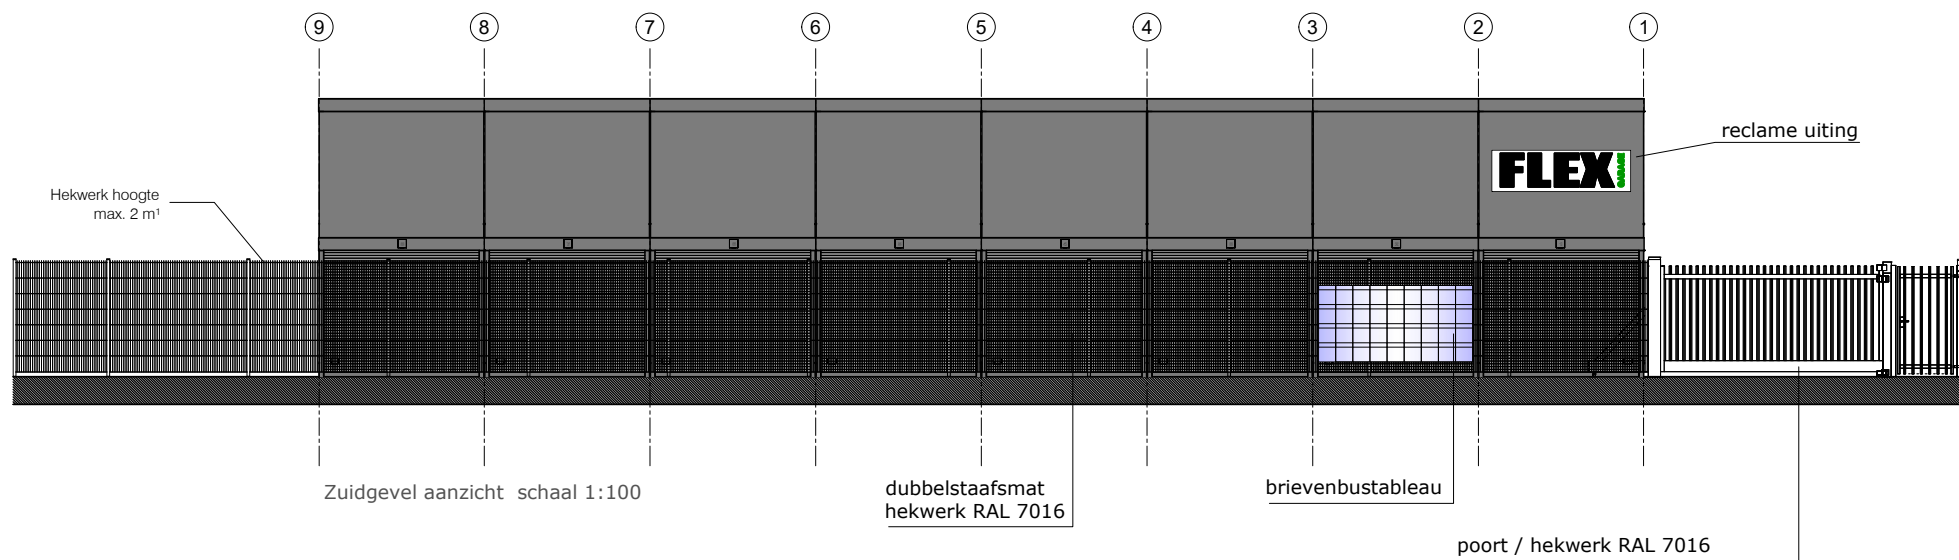 9 8 7 6 5 4 3 2 1
reclame uiting
FLEX GARAGE
Hekwerk hoogte
max. 2 m¹
Zuidgevel aanzicht schaal 1:100
dubbelstaafsmat
hekwerk RAL 7016
brievenbustableau
poort / hekwerk RAL 7016